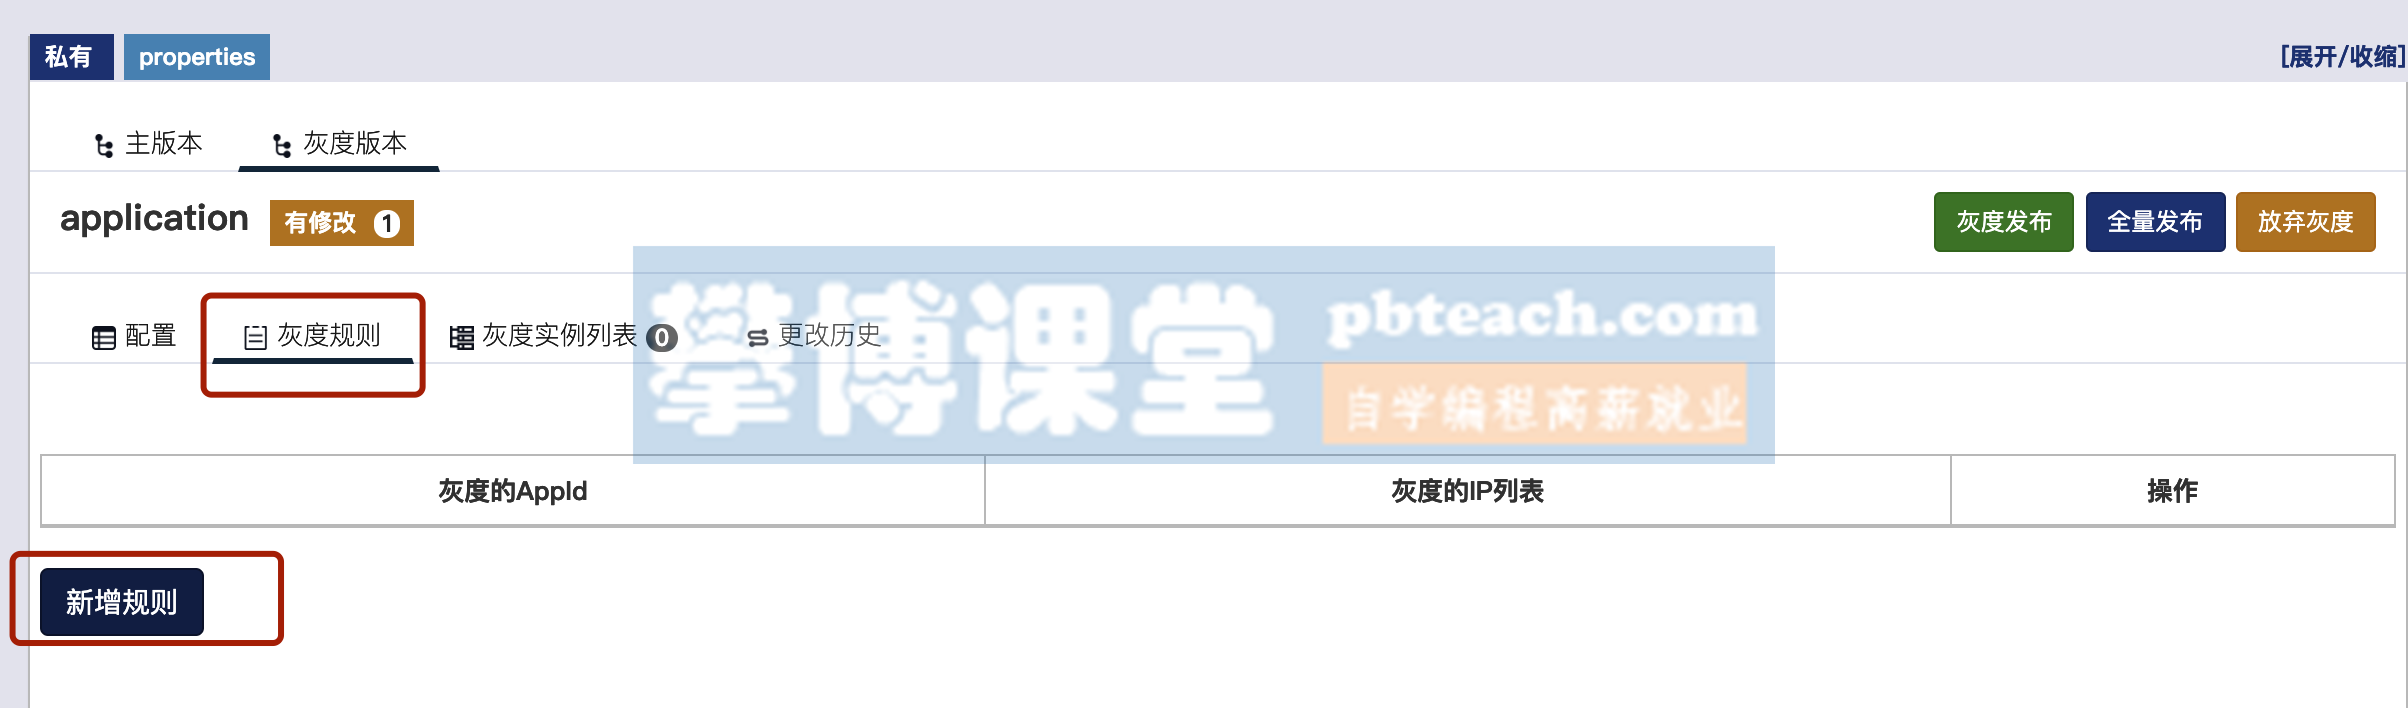 私有 properties [展开/收缩]
主版本 灰度版本
application 有修改 1 灰度发布 全量发布 放弃灰度
配置 灰度规则 灰度实例列表 0 更改历史
攀博课堂 pbteach.com
自学编程高薪就业
灰度的AppId 灰度的IP列表 操作
新增规则